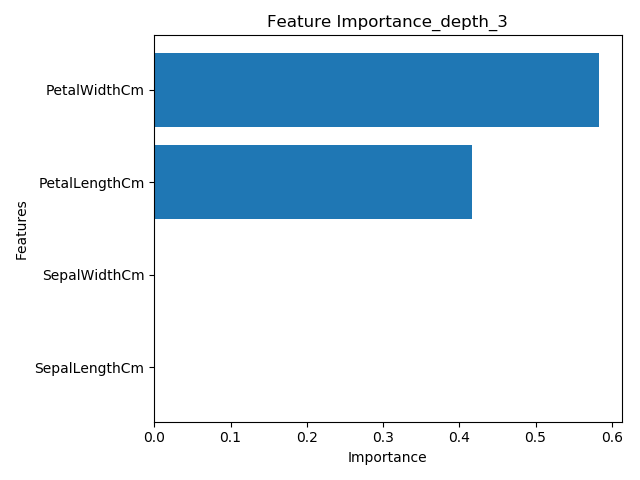 Feature Importance_depth_3
Features
PetalWidthCm
PetalLengthCm
SepalWidthCm
SepalLengthCm
0.0 0.1 0.2 0.3 0.4 0.5 0.6
Importance